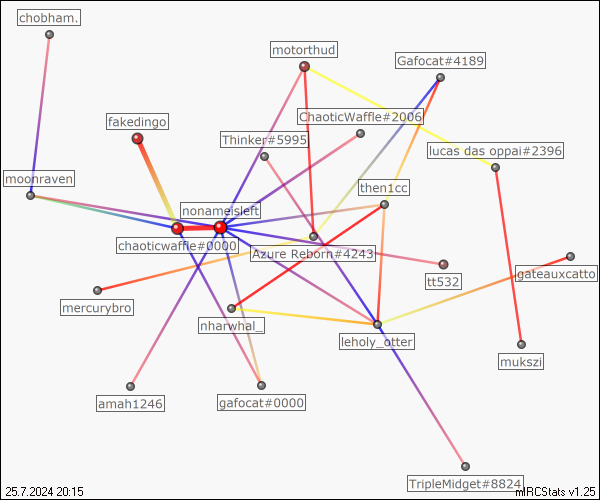 chobham.
motorthud
Gafocat#4189
fakedingo
ChaoticWaffle#2006
Thinker#5995
lucas das oppai#2396
moonraven
then1cc
nonameisleft
chaoticwaffle#0000
Azure Reborn#4243
tt532
gateauxcatto
mercurybro
nharwhal_
leholy_otter
mukszi
amah1246
gafocat#0000
TripleMidget#8824
25.7.2024 20:15
mIRCStats v1.25